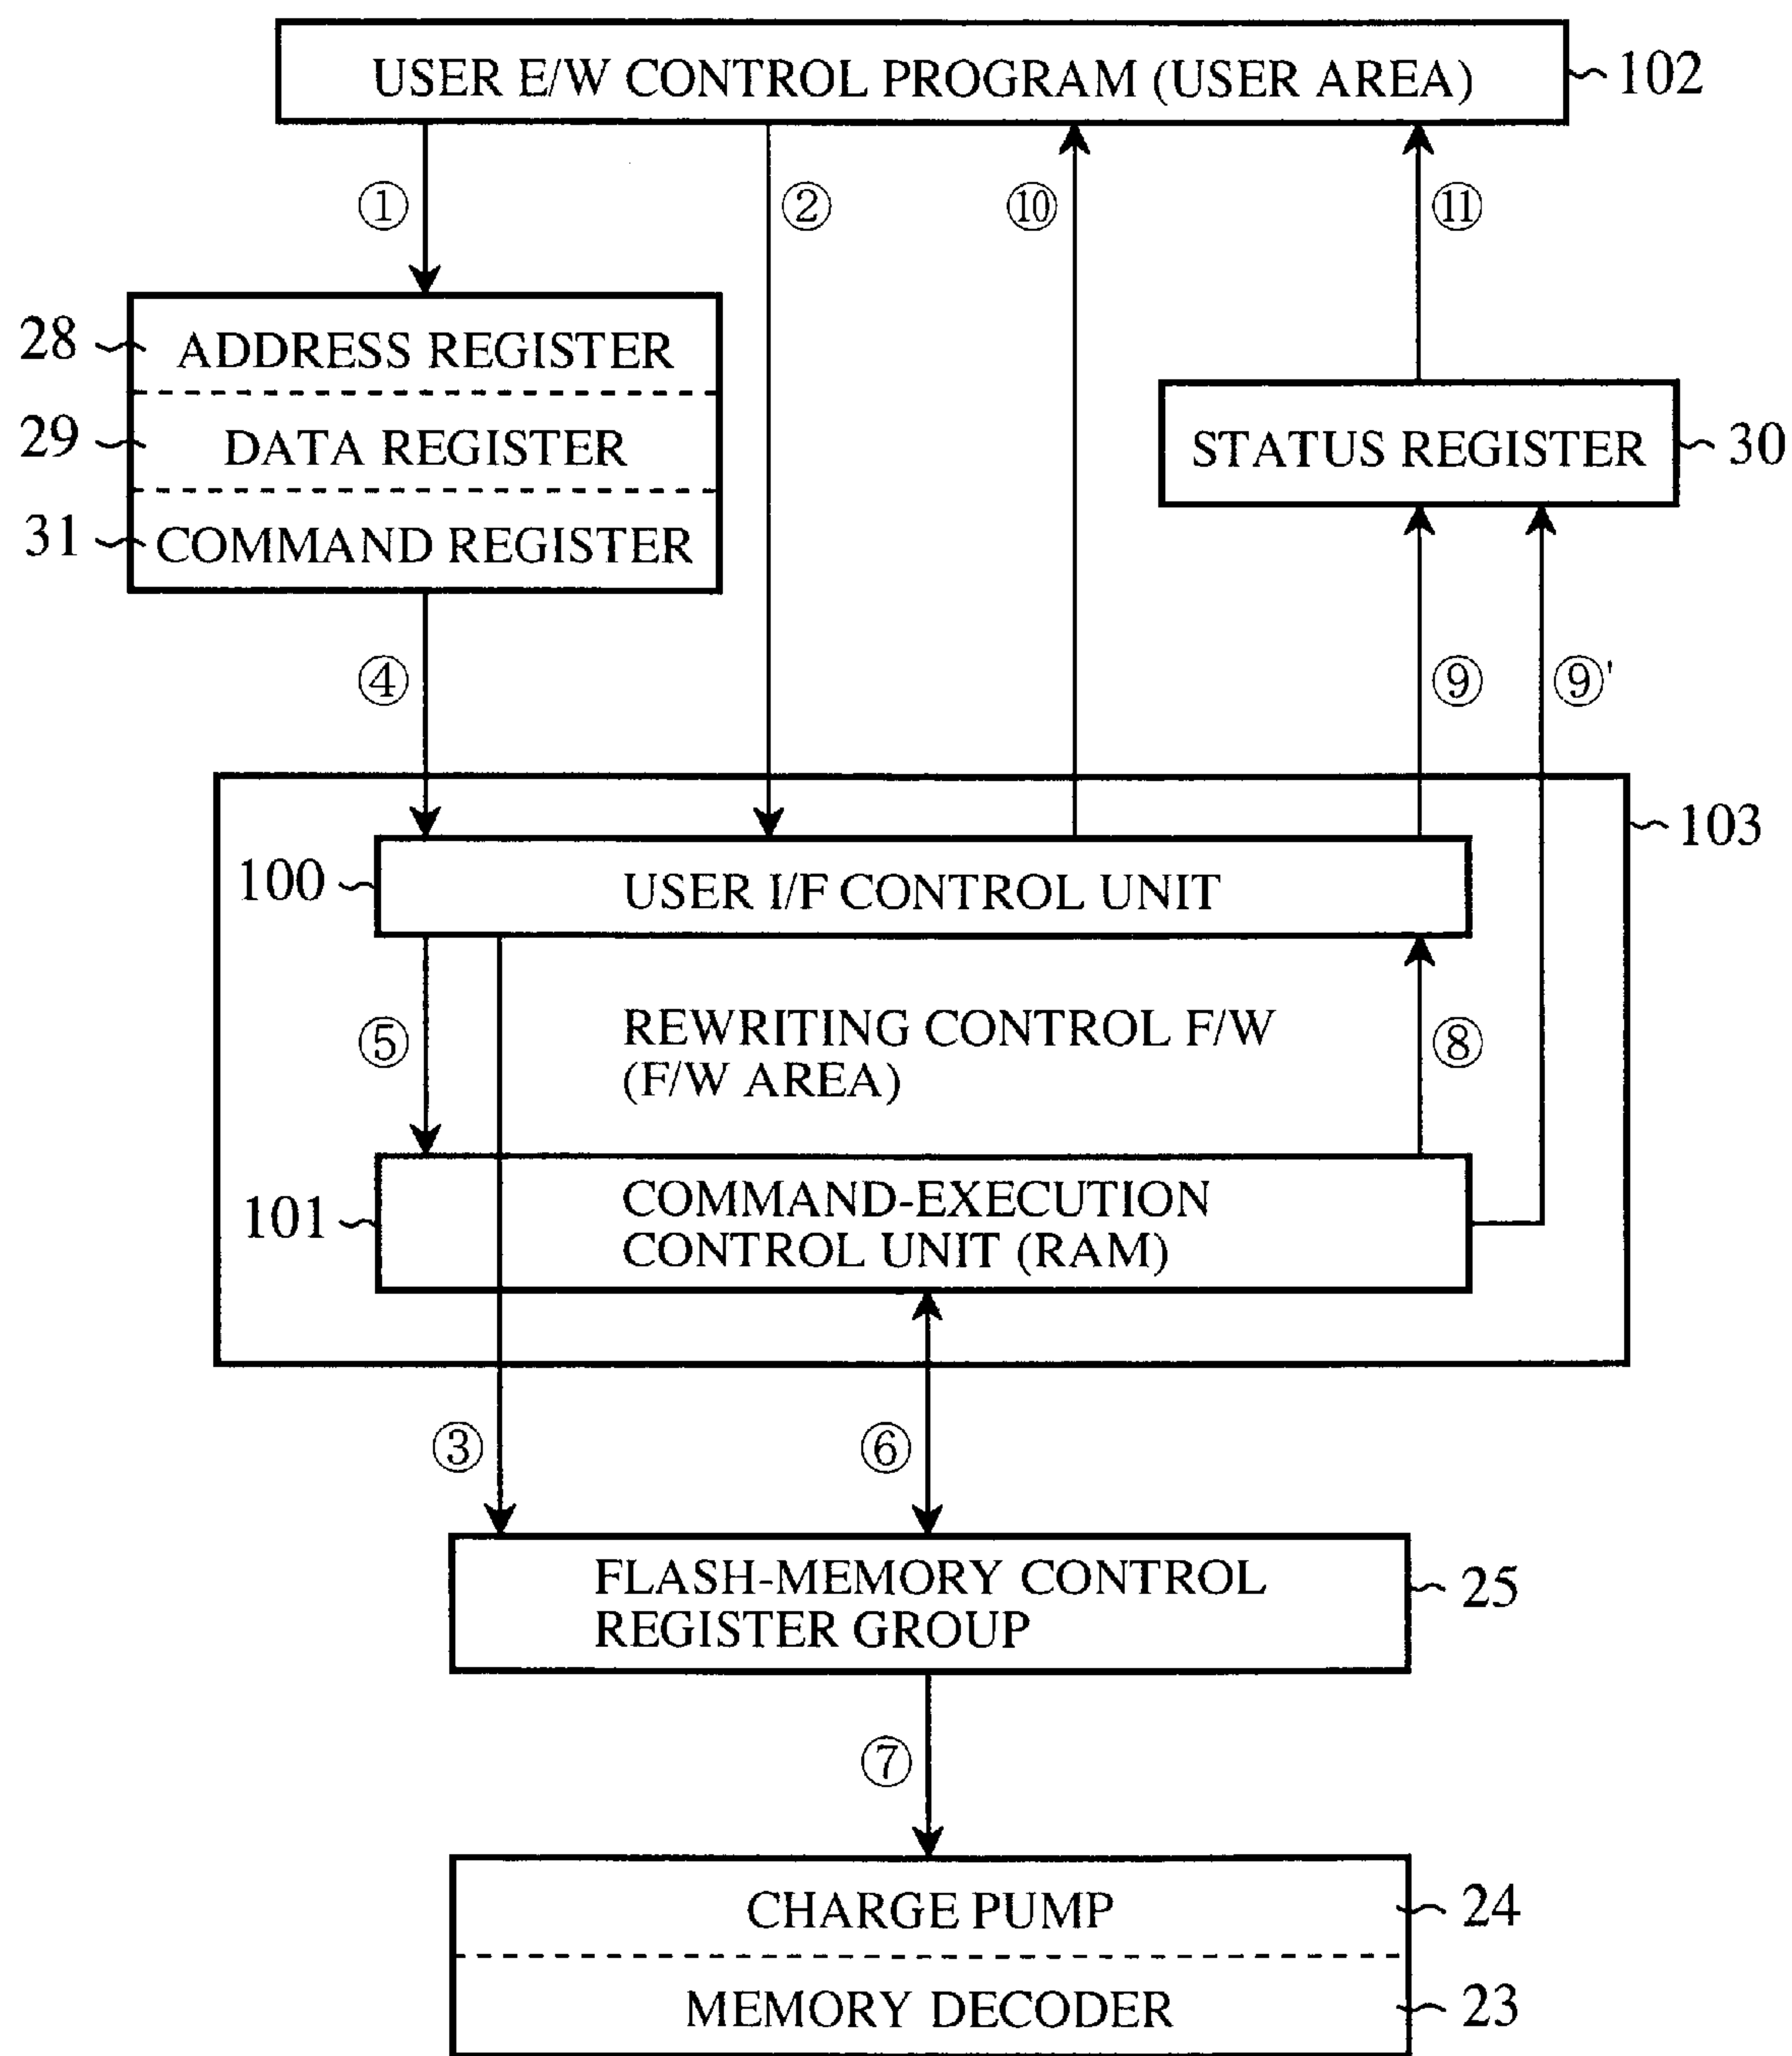 USER E/W CONTROL PROGRAM (USER AREA)
102
①
②
⑩
⑪
28
ADDRESS REGISTER
29
DATA REGISTER
31
COMMAND REGISTER
STATUS REGISTER
30
④
⑨
⑨'
103
100
USER I/F CONTROL UNIT
⑤
REWRITING CONTROL F/W
(F/W AREA)
⑧
101
COMMAND-EXECUTION
CONTROL UNIT (RAM)
③
⑥
FLASH-MEMORY CONTROL
REGISTER GROUP
25
⑦
CHARGE PUMP
24
MEMORY DECODER
23